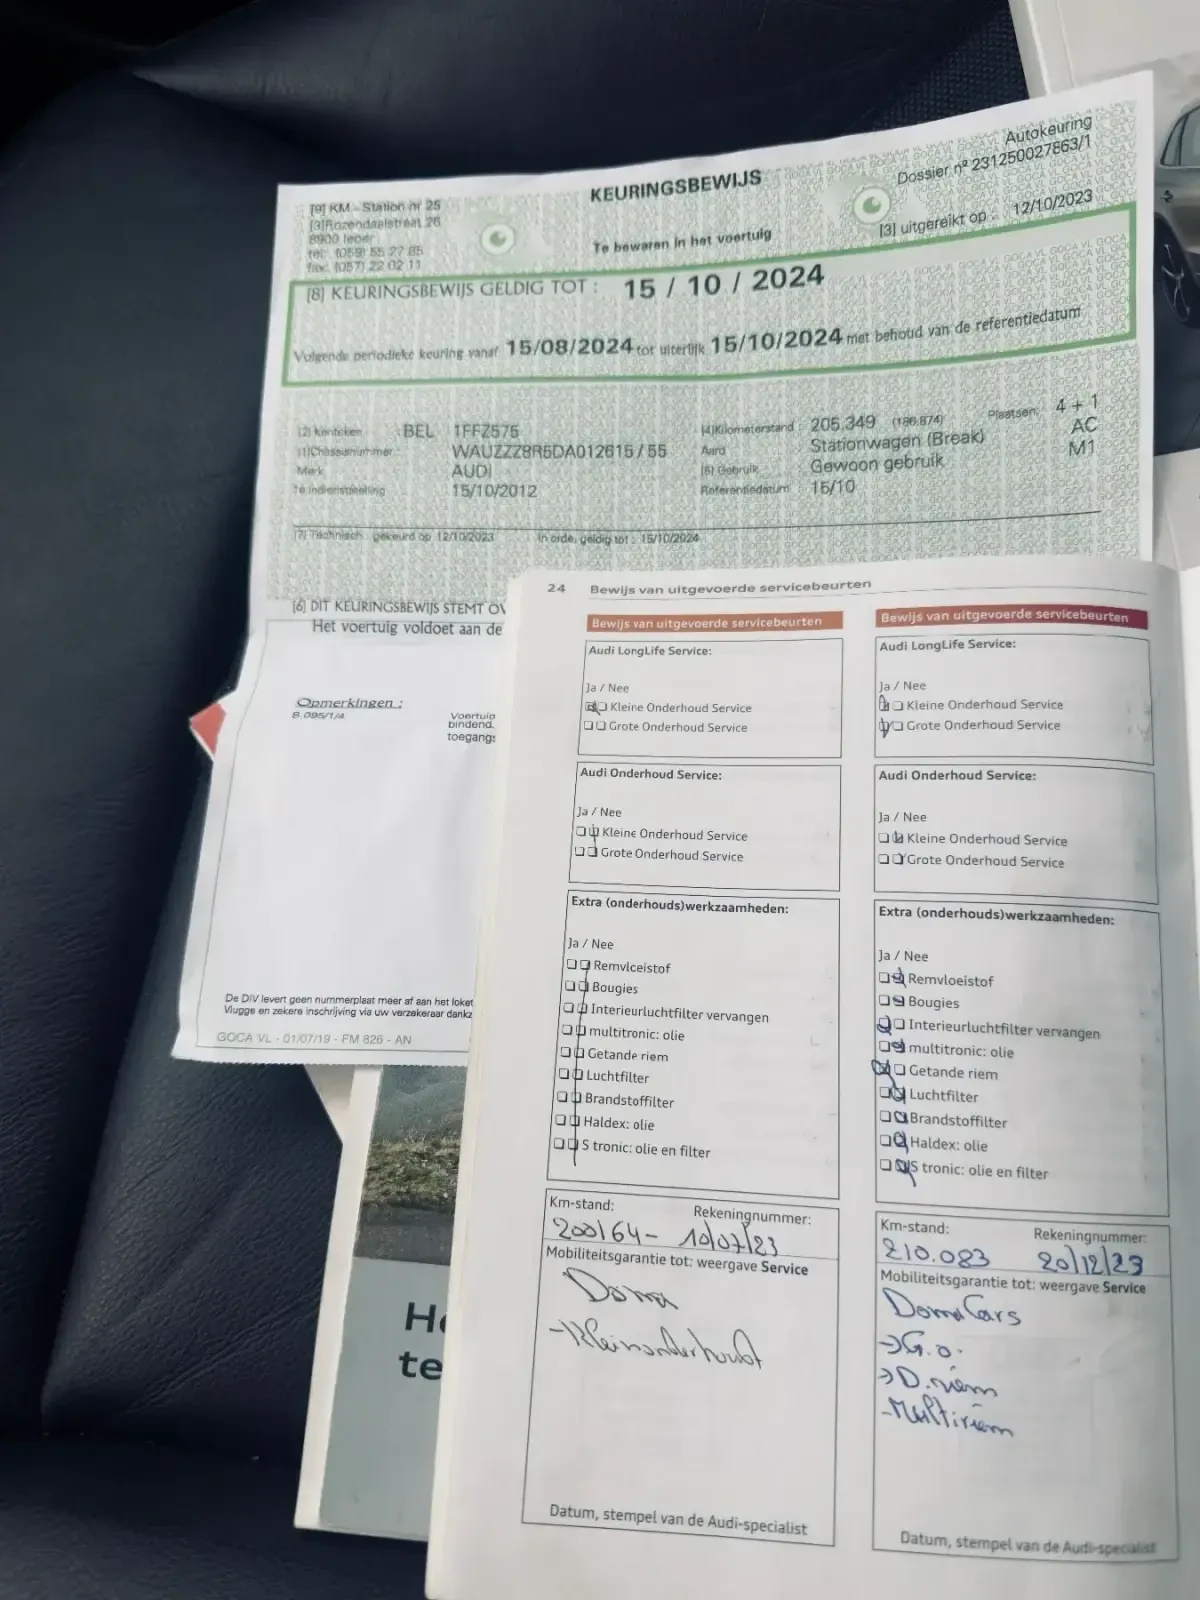 Autokeuring
KEURINGSBEWIJS
Dossier nº 231250027863/1
[9] KM - Station nr 25
[3]Rozendaalstraat 26
8900 Ieper
fax: (057) 22 02 11
Te bewaren in het voertuig
[3] uitgereikt op : 12/10/2023
[8] KEURINGSBEWIJS GELDIG TOT : 15 / 10 / 2024
Volgende periodieke keuring vanaf 15/08/2024 tot uiterlijk 15/10/2024 met behoud van de referentiedatum
[2] Kenteken : BEL 1FFZ575
[1]Chassisnummer : WAUZZZ8R5DA012615 / 55
Merk AUDI
1e indienststelling 15/10/2012
[4]Kilometerstand : 205.349 (186.874) Plaatsen: 4 + 1
Aard Stationwagen (Break) AC
[5] Gebruik Gewoon gebruik M1
Referentiedatum 15/10
[7] Technisch gekeurd op 12/10/2023 In orde, geldig tot : 15/10/2024
[6] DIT KEURINGSBEWIJS STEMT OV
Het voertuig voldoet aan de
Opmerkingen :
B.095/1/4
Voertuig
bindend.
toegang:
De DIV levert geen nummerplaat meer af aan het loket
Vlugge en zekere inschrijving via uw verzekeraar dankz
GOCA VL - 01/07/19 - FM 826 - AN
He
te
24 Bewijs van uitgevoerde servicebeurten
Bewijs van uitgevoerde servicebeurten
Audi LongLife Service:
Ja / Nee
Kleine Onderhoud Service
Grote Onderhoud Service
Audi Onderhoud Service:
Ja / Nee
Kleine Onderhoud Service
Grote Onderhoud Service
Extra (onderhouds)werkzaamheden:
Ja / Nee
Remvloeistof
Bougies
Interieurluchtfilter vervangen
multitronic: olie
Getande riem
Luchtfilter
Brandstoffilter
Haldex: olie
S tronic: olie en filter
Km-stand: Rekeningnummer:
200164- 10/07/23
Mobiliteitsgarantie tot: weergave Service
Doma
-Kleinonderhoud
Datum, stempel van de Audi-specialist
Bewijs van uitgevoerde servicebeurten
Audi LongLife Service:
Ja / Nee
Kleine Onderhoud Service
Grote Onderhoud Service
Audi Onderhoud Service:
Ja / Nee
Kleine Onderhoud Service
Grote Onderhoud Service
Extra (onderhouds)werkzaamheden:
Ja / Nee
Remvloeistof
Bougies
Interieurluchtfilter vervangen
multitronic: olie
Getande riem
Luchtfilter
Brandstoffilter
Haldex: olie
S tronic: olie en filter
Km-stand: Rekeningnummer:
210.083 20/12/23
Mobiliteitsgarantie tot: weergave Service
Doma Cars
→G.O.
→D.riem
-Multiriem
Datum, stempel van de Audi-specialist